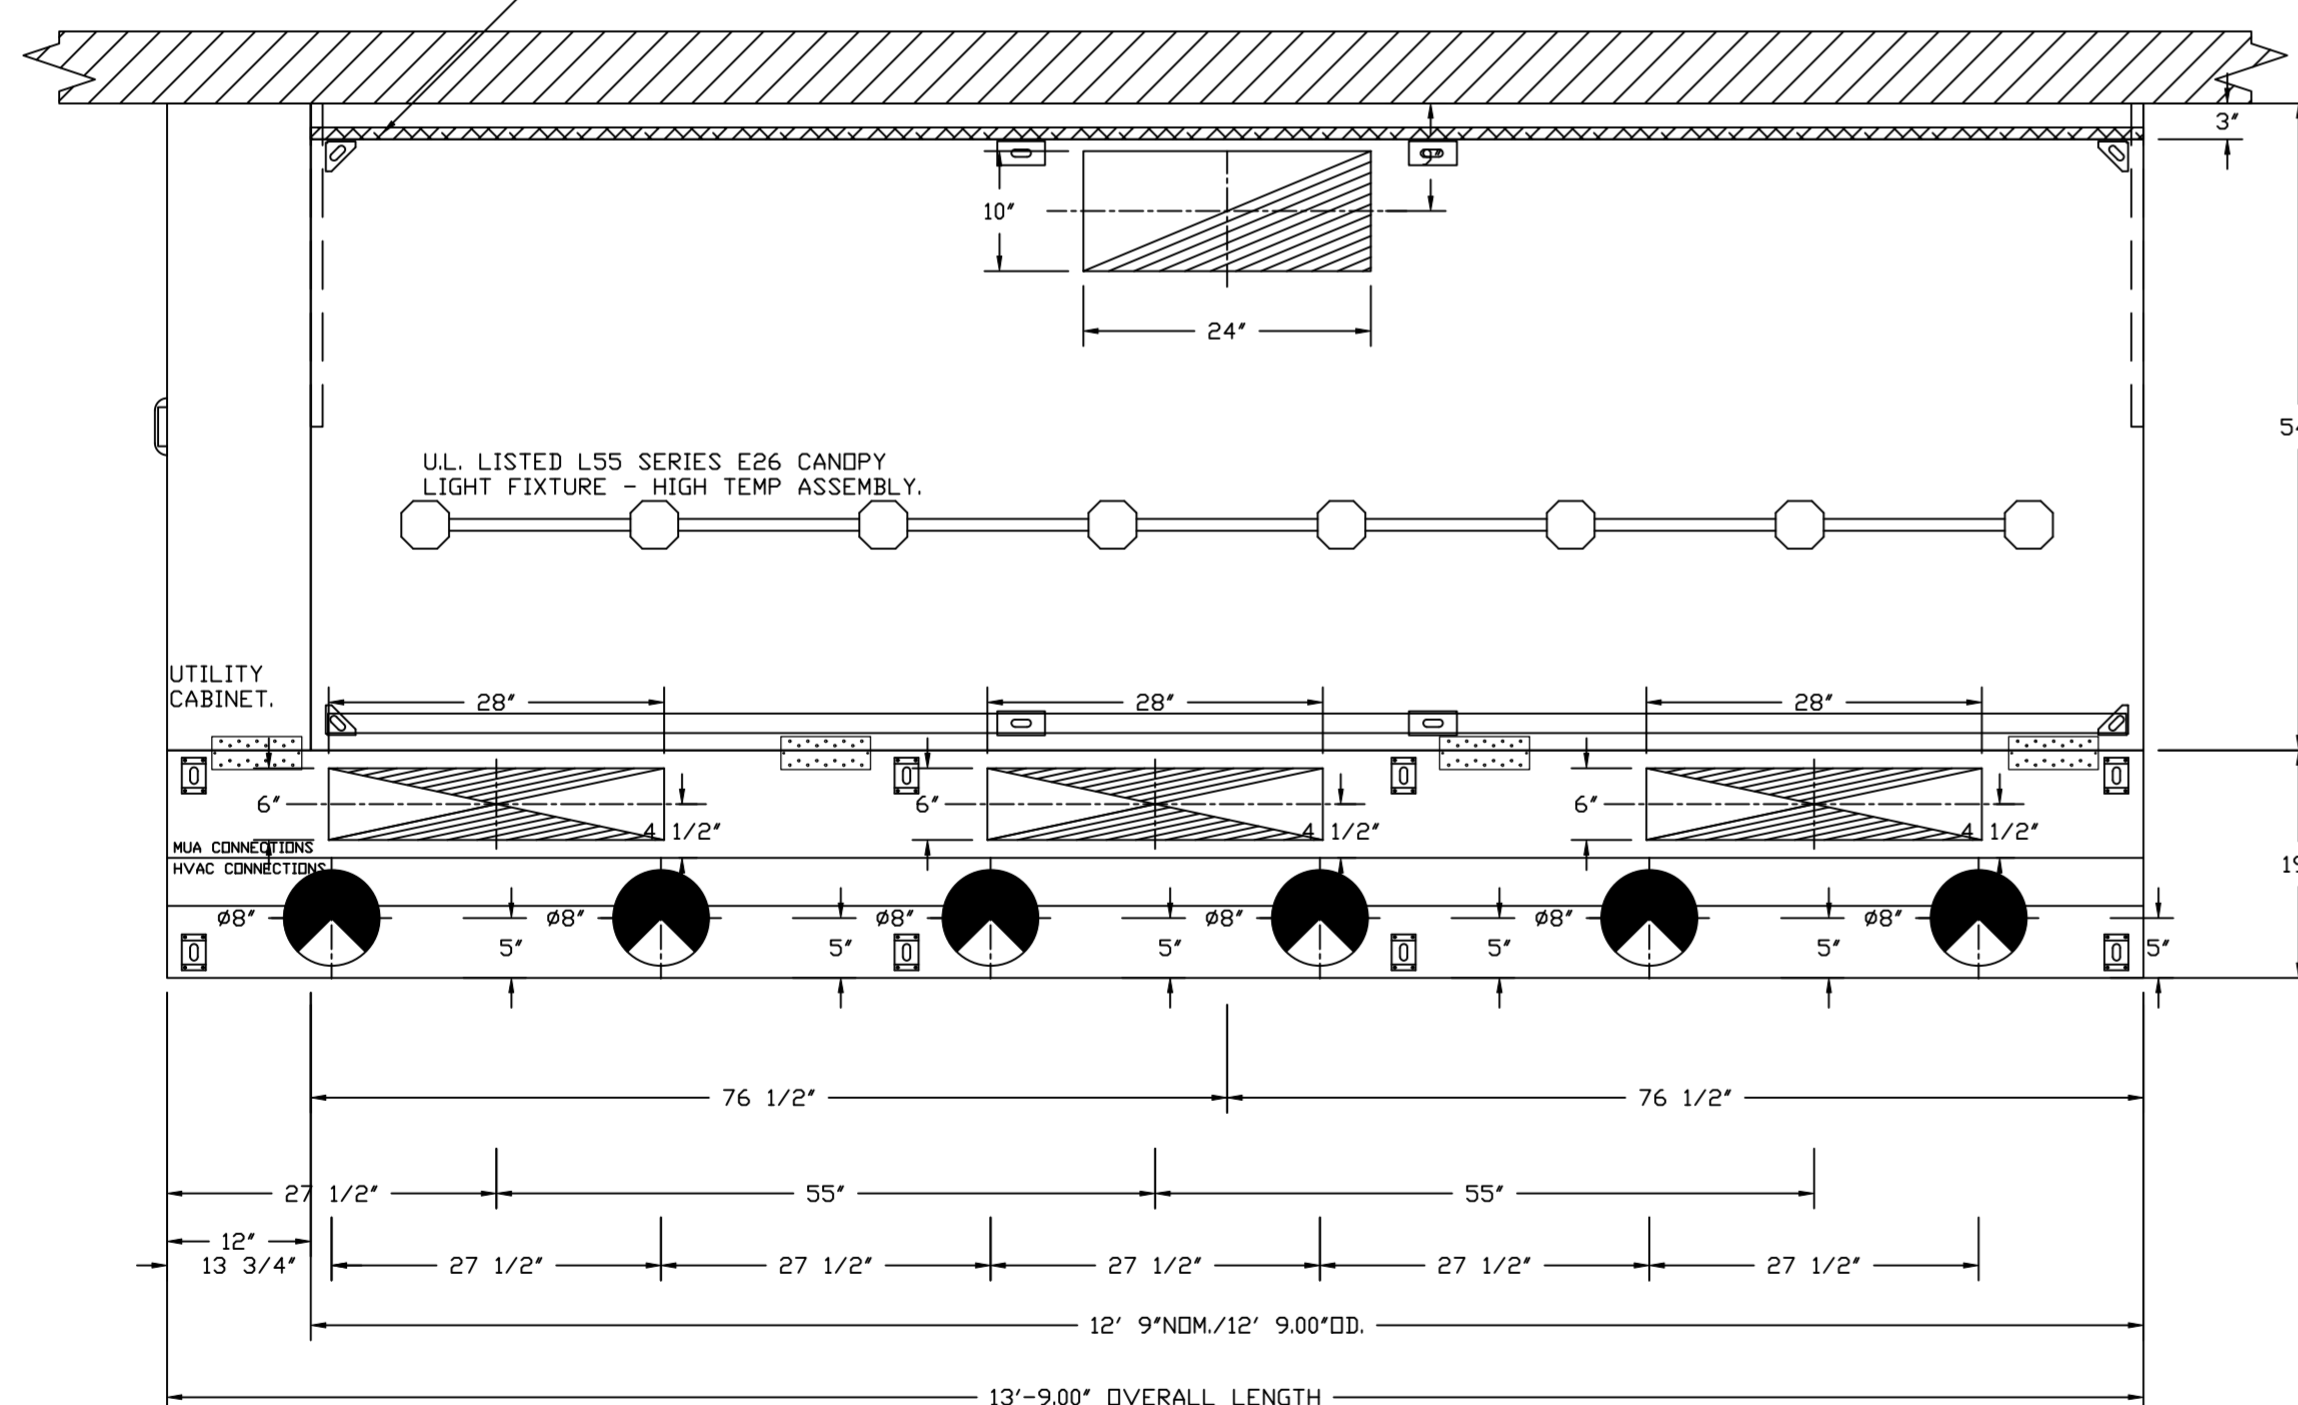 3"
9"
10"
24"
54
U.L. LISTED L55 SERIES E26 CANOPY
LIGHT FIXTURE - HIGH TEMP ASSEMBLY.
UTILITY
CABINET.
28" 28" 28"
6" 6" 6"
4 1/2" 4 1/2" 4 1/2"
MUA CONNECTIONS
HVAC CONNECTIONS
19
ø8" ø8" ø8" ø8" ø8" ø8"
5" 5" 5" 5" 5" 5"
76 1/2" 76 1/2"
27 1/2" 55" 55"
12"
13 3/4" 27 1/2" 27 1/2" 27 1/2" 27 1/2" 27 1/2"
12' 9"NOM./12' 9.00"OD.
13'-9.00" OVERALL LENGTH